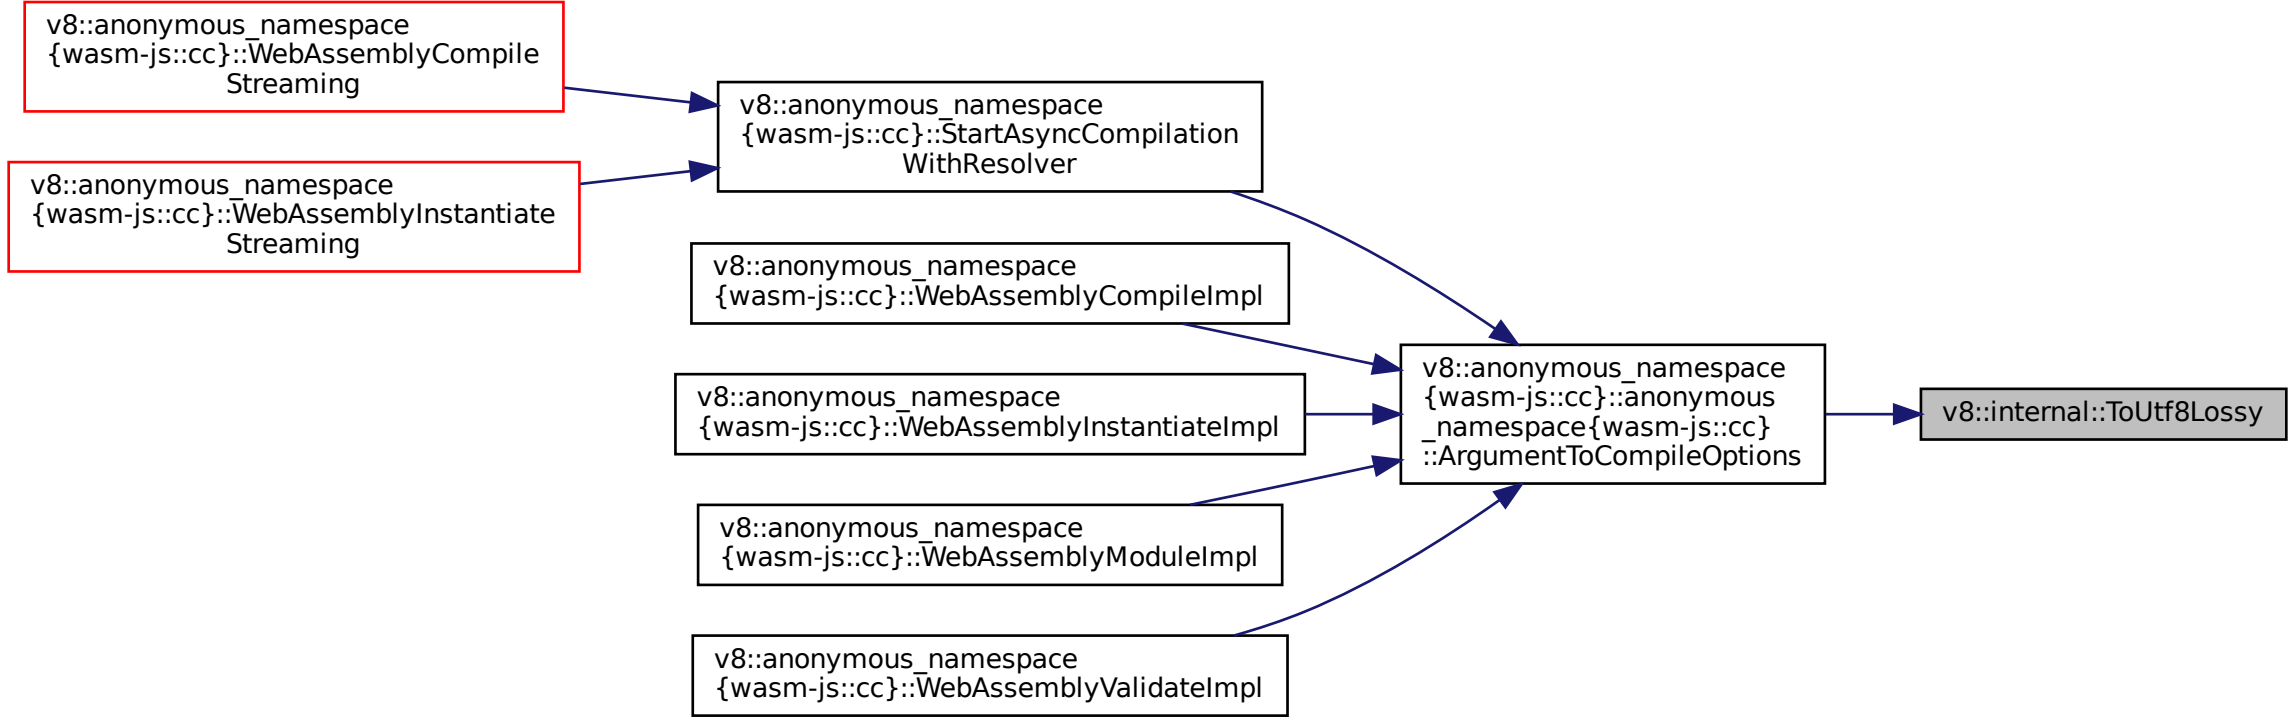 v8::anonymous_namespace
{wasm-js::cc}::WebAssemblyCompile
Streaming
v8::anonymous_namespace
{wasm-js::cc}::WebAssemblyInstantiate
Streaming
v8::anonymous_namespace
{wasm-js::cc}::StartAsyncCompilation
WithResolver
v8::anonymous_namespace
{wasm-js::cc}::WebAssemblyCompileImpl
v8::anonymous_namespace
{wasm-js::cc}::WebAssemblyInstantiateImpl
v8::anonymous_namespace
{wasm-js::cc}::WebAssemblyModuleImpl
v8::anonymous_namespace
{wasm-js::cc}::WebAssemblyValidateImpl
v8::anonymous_namespace
{wasm-js::cc}::anonymous
_namespace{wasm-js::cc}
::ArgumentToCompileOptions
v8::internal::ToUtf8Lossy